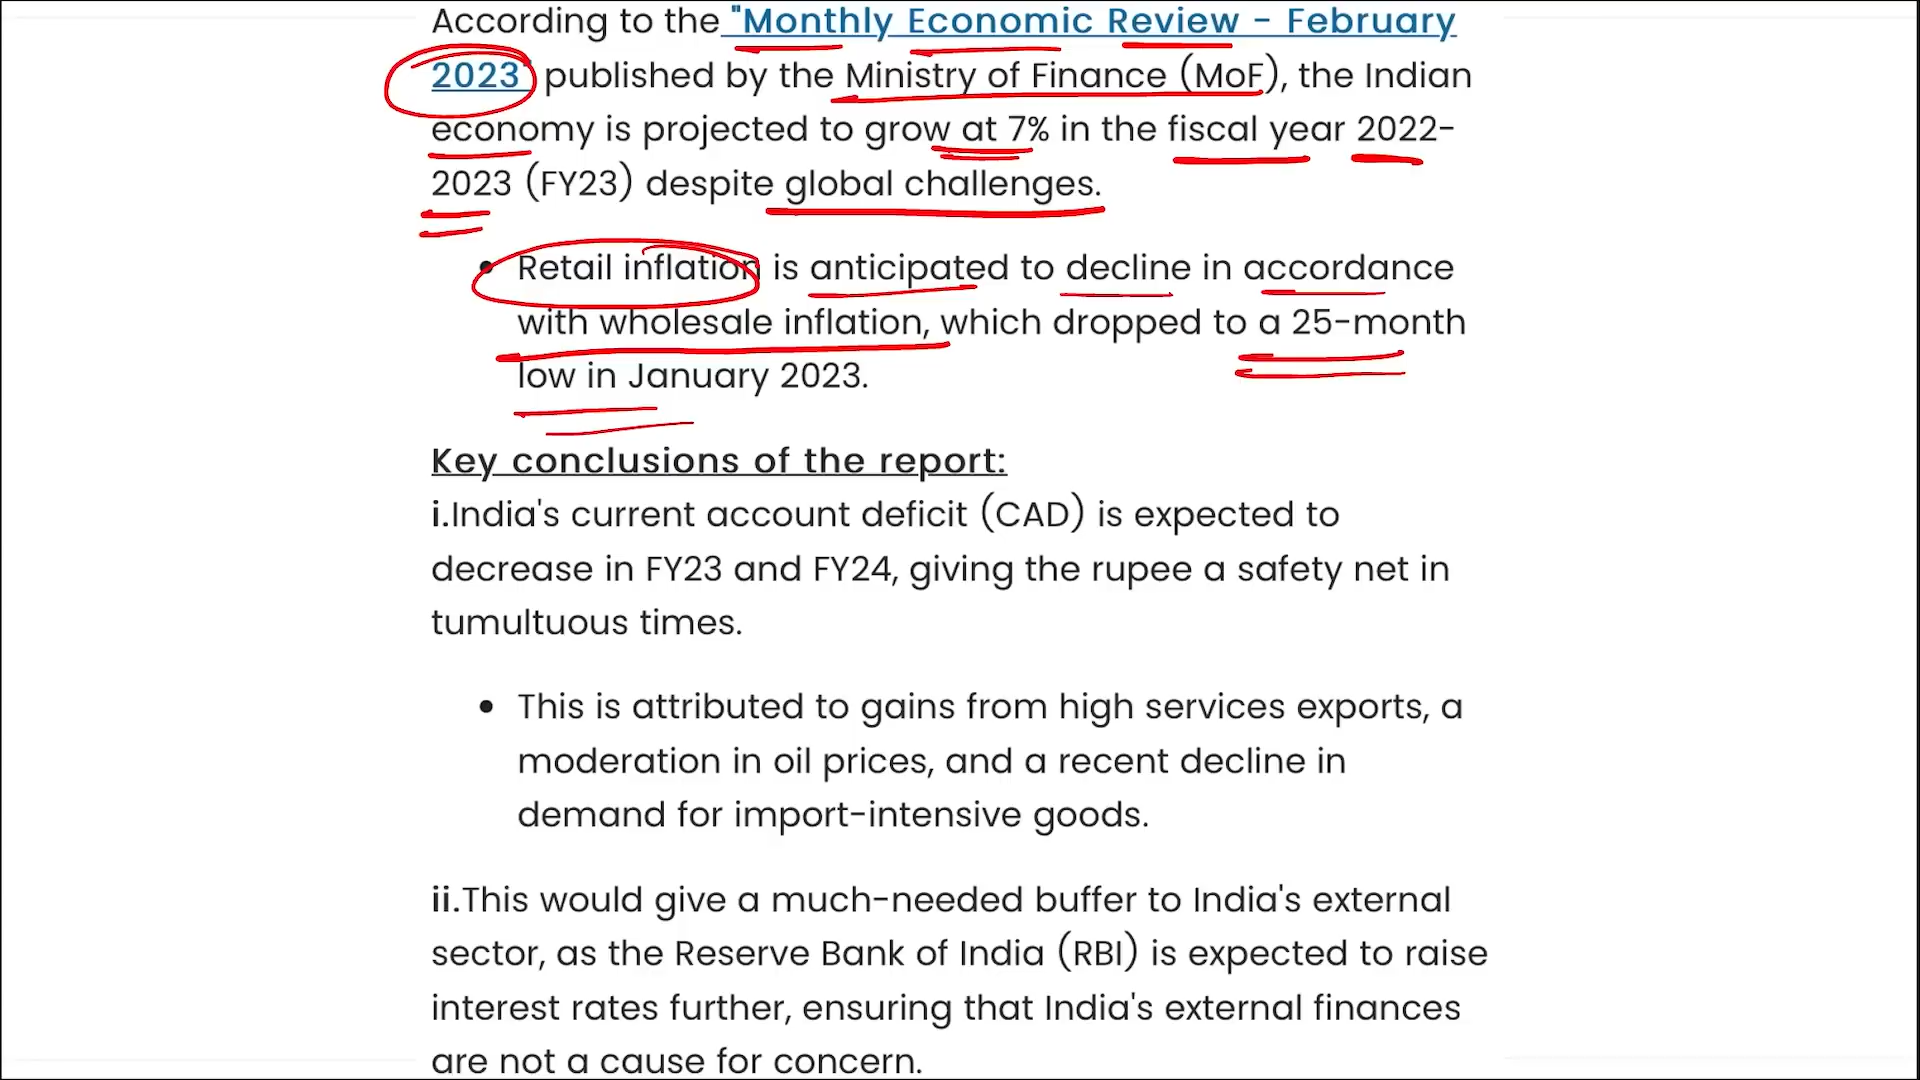 According to the "Monthly Economic Review - February
2023" published by the Ministry of Finance (MoF), the Indian
economy is projected to grow at 7% in the fiscal year 2022-
2023 (FY23) despite global challenges.
• Retail inflation is anticipated to decline in accordance
with wholesale inflation, which dropped to a 25-month
low in January 2023.
Key conclusions of the report:
i.India's current account deficit (CAD) is expected to
decrease in FY23 and FY24, giving the rupee a safety net in
tumultuous times.
• This is attributed to gains from high services exports, a
moderation in oil prices, and a recent decline in
demand for import-intensive goods.
ii.This would give a much-needed buffer to India's external
sector, as the Reserve Bank of India (RBI) is expected to raise
interest rates further, ensuring that India's external finances
are not a cause for concern.